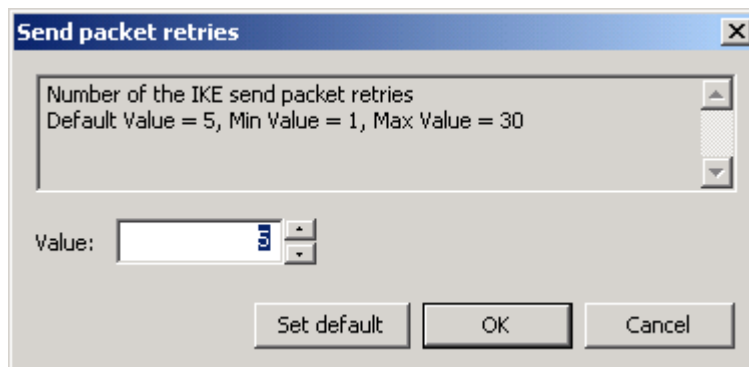 Send packet retries
Number of the IKE send packet retries
Default Value = 5, Min Value = 1, Max Value = 30
Value: 5
Set default OK Cancel